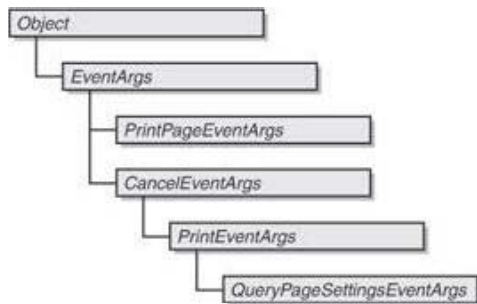 Object
EventArgs
PrintPageEventArgs
CancelEventArgs
PrintEventArgs
QueryPageSettingsEventArgs